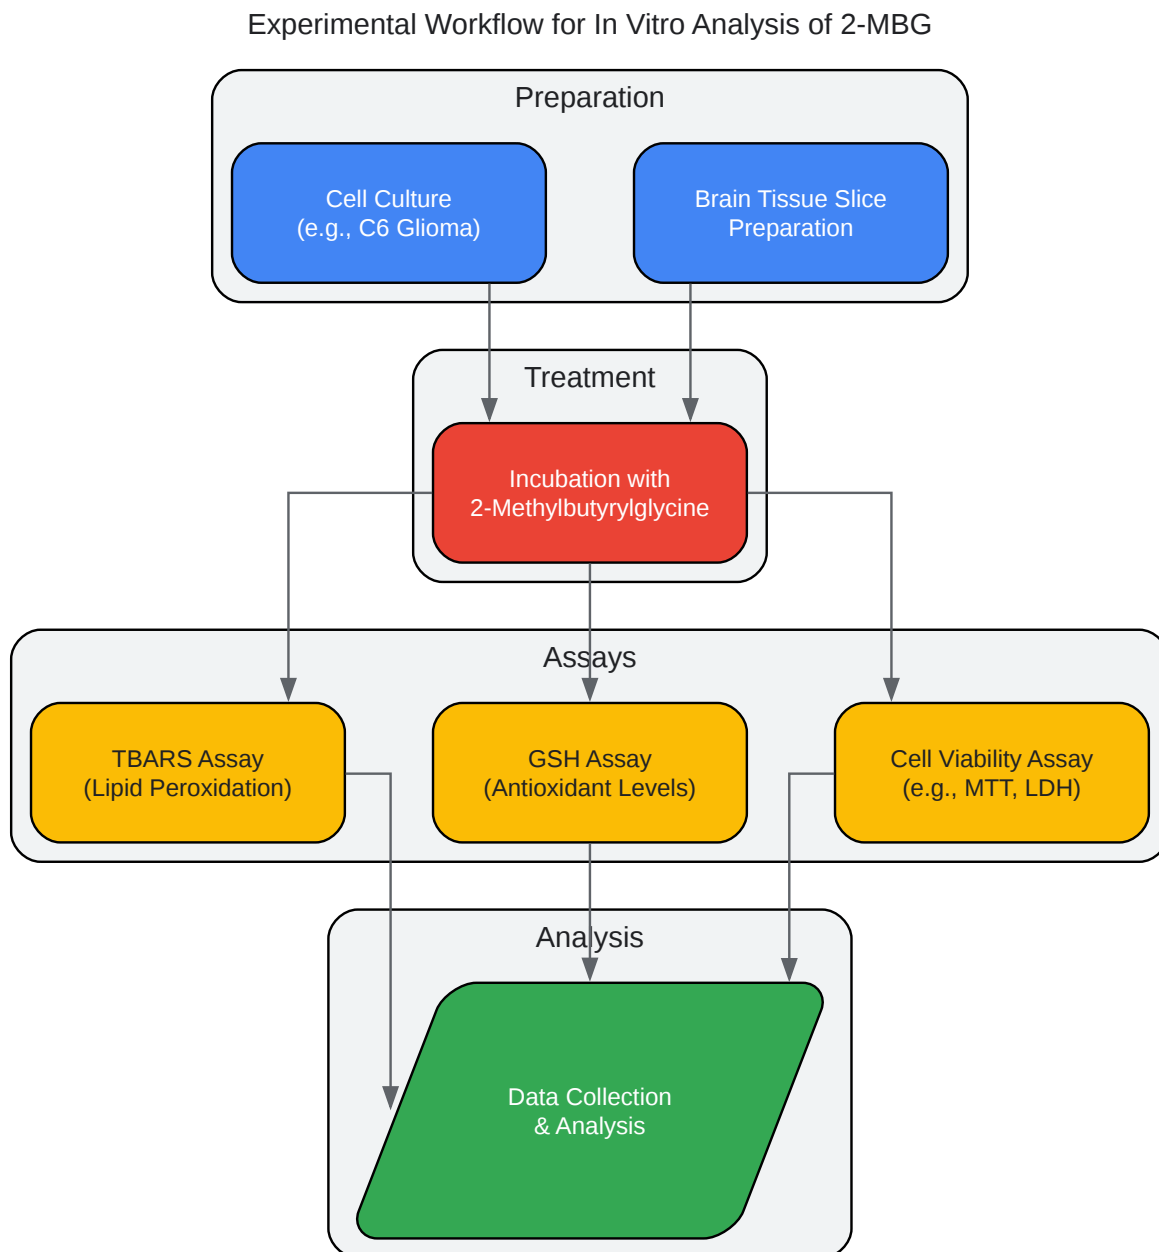 Experimental Workflow for In Vitro Analysis of 2-MBG
Preparation
Cell Culture
(e.g., C6 Glioma)
Brain Tissue Slice
Preparation
Treatment
Incubation with
2-Methylbutyrylglycine
Assays
TBARS Assay
(Lipid Peroxidation)
GSH Assay
(Antioxidant Levels)
Cell Viability Assay
(e.g., MTT, LDH)
Analysis
Data Collection
& Analysis